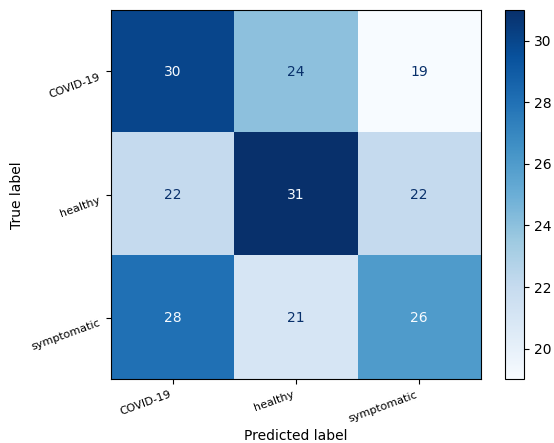 COVID-19 30 24 19
healthy 22 31 22
symptomatic 28 21 26
COVID-19 healthy symptomatic
Predicted label
True label
30
28
26
24
22
20